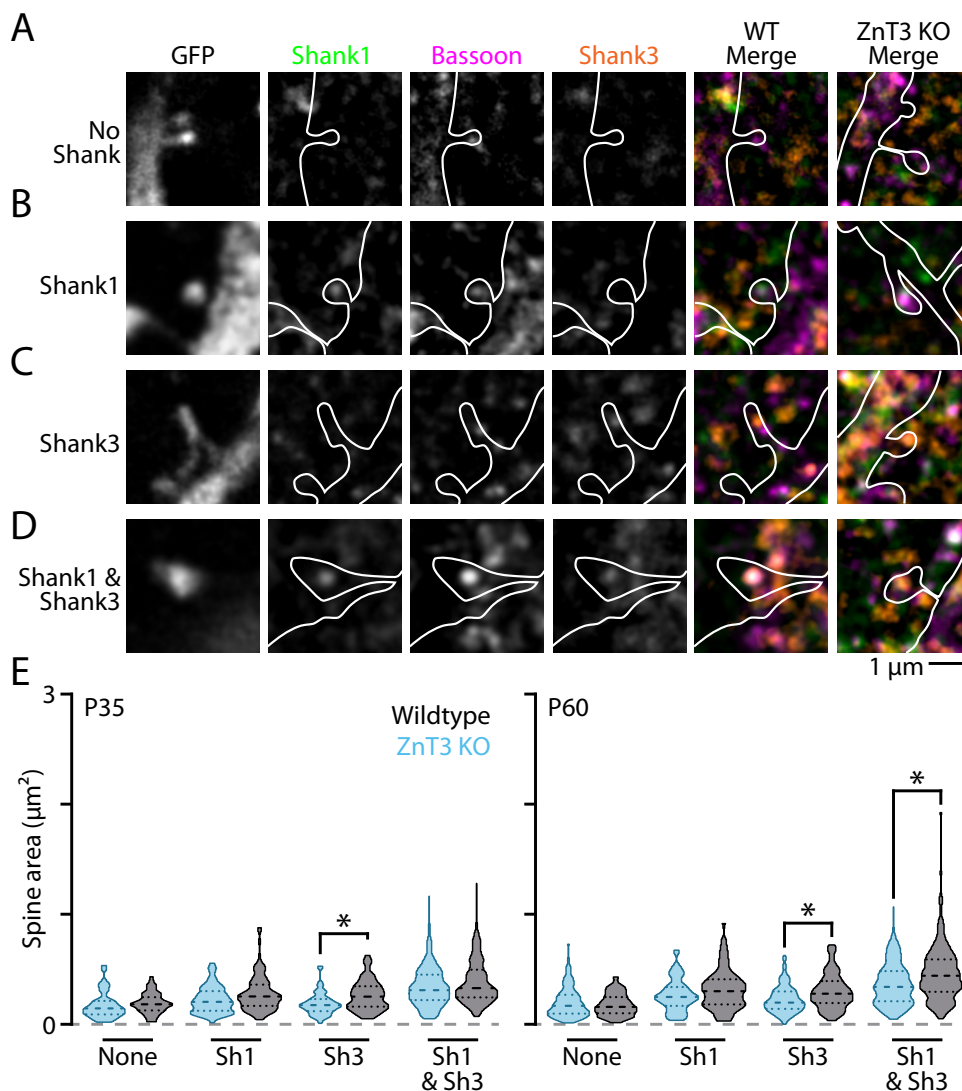 A
GFP
Shank1
Bassoon
Shank3
WT
Merge
ZnT3 KO
Merge
No
Shank
B
Shank1
C
Shank3
D
Shank1 &
Shank3
1 µm
E
3
P35
Wildtype
ZnT3 KO
P60
*
*
*
Spine area (µm²)
0
None
Sh1
Sh3
Sh1
& Sh3
None
Sh1
Sh3
Sh1
& Sh3